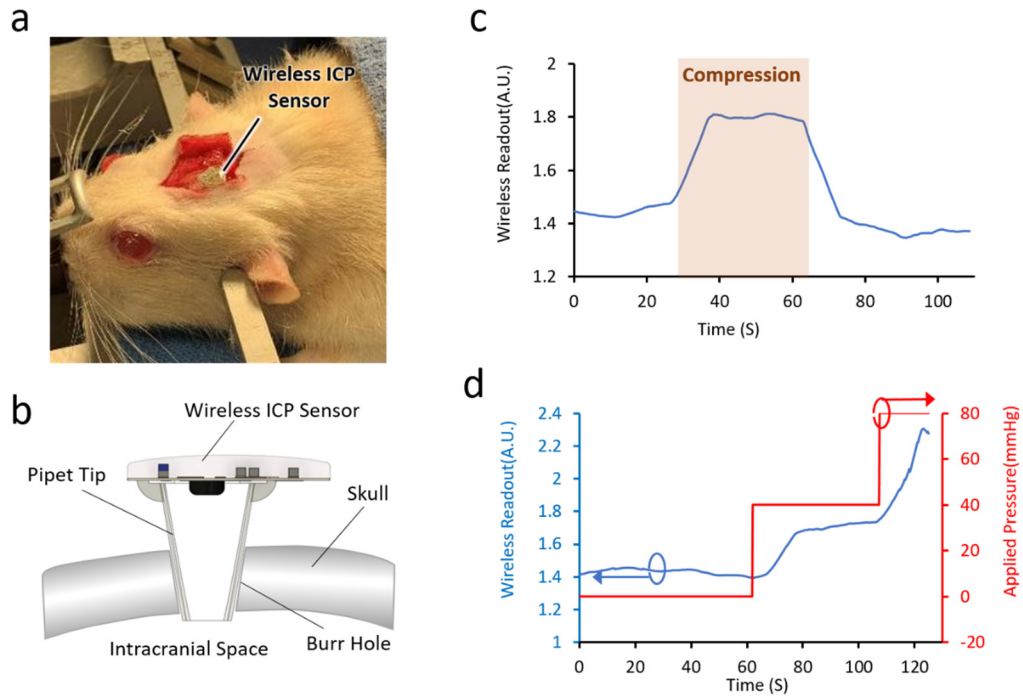 a
Wireless ICP
Sensor
b
Wireless ICP Sensor
Pipet Tip
Skull
Intracranial Space
Burr Hole
c
Wireless Readout(A.U.)
2
1.8
1.6
1.4
1.2
Compression
0
20
40
60
80
100
Time (S)
d
Wireless Readout(A.U.)
2.4
2.2
2
1.8
1.6
1.4
1.2
1
80
60
40
20
0
-20
Applied Pressure(mmHg)
0
20
40
60
80
100
120
Time (S)